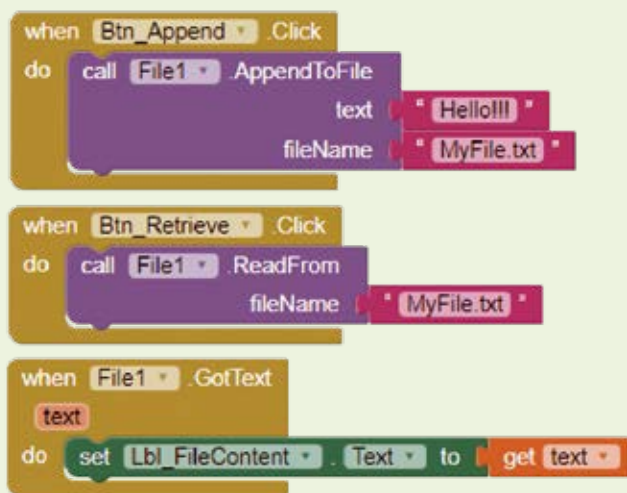 when Btn_Append .Click
do call File1 .AppendToFile
text " Hello!!! "
fileName " MyFile.txt "
when Btn_Retrieve .Click
do call File1 .ReadFrom
fileName " MyFile.txt "
when File1 .GotText
text
do set Lbl_FileContent . Text to get text